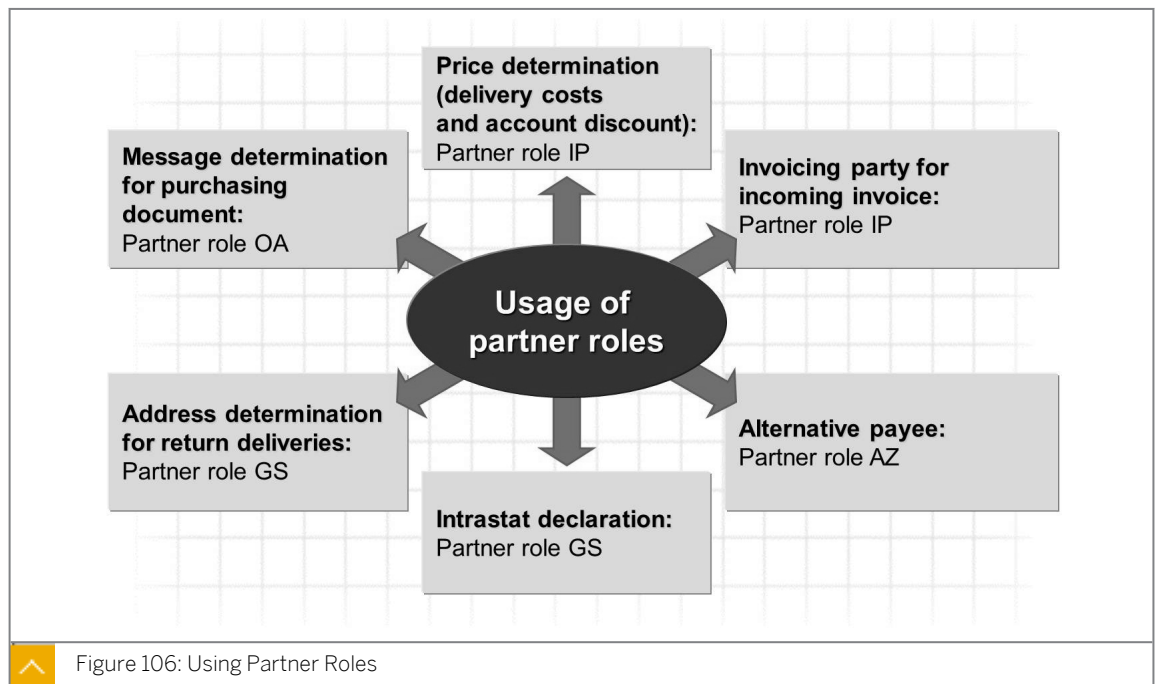 Price determination
(delivery costs
and account discount):
Partner role IP
Message determination
for purchasing
document:
Partner role OA
Invoicing party for
incoming invoice:
Partner role IP
Usage of
partner roles
Address determination
for return deliveries:
Partner role GS
Alternative payee:
Partner role AZ
Intrastat declaration:
Partner role GS
Figure 106: Using Partner Roles